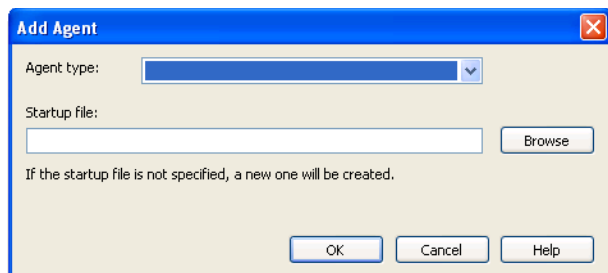 Add Agent
Agent type:
Startup file:
Browse
If the startup file is not specified, a new one will be created.
OK Cancel Help